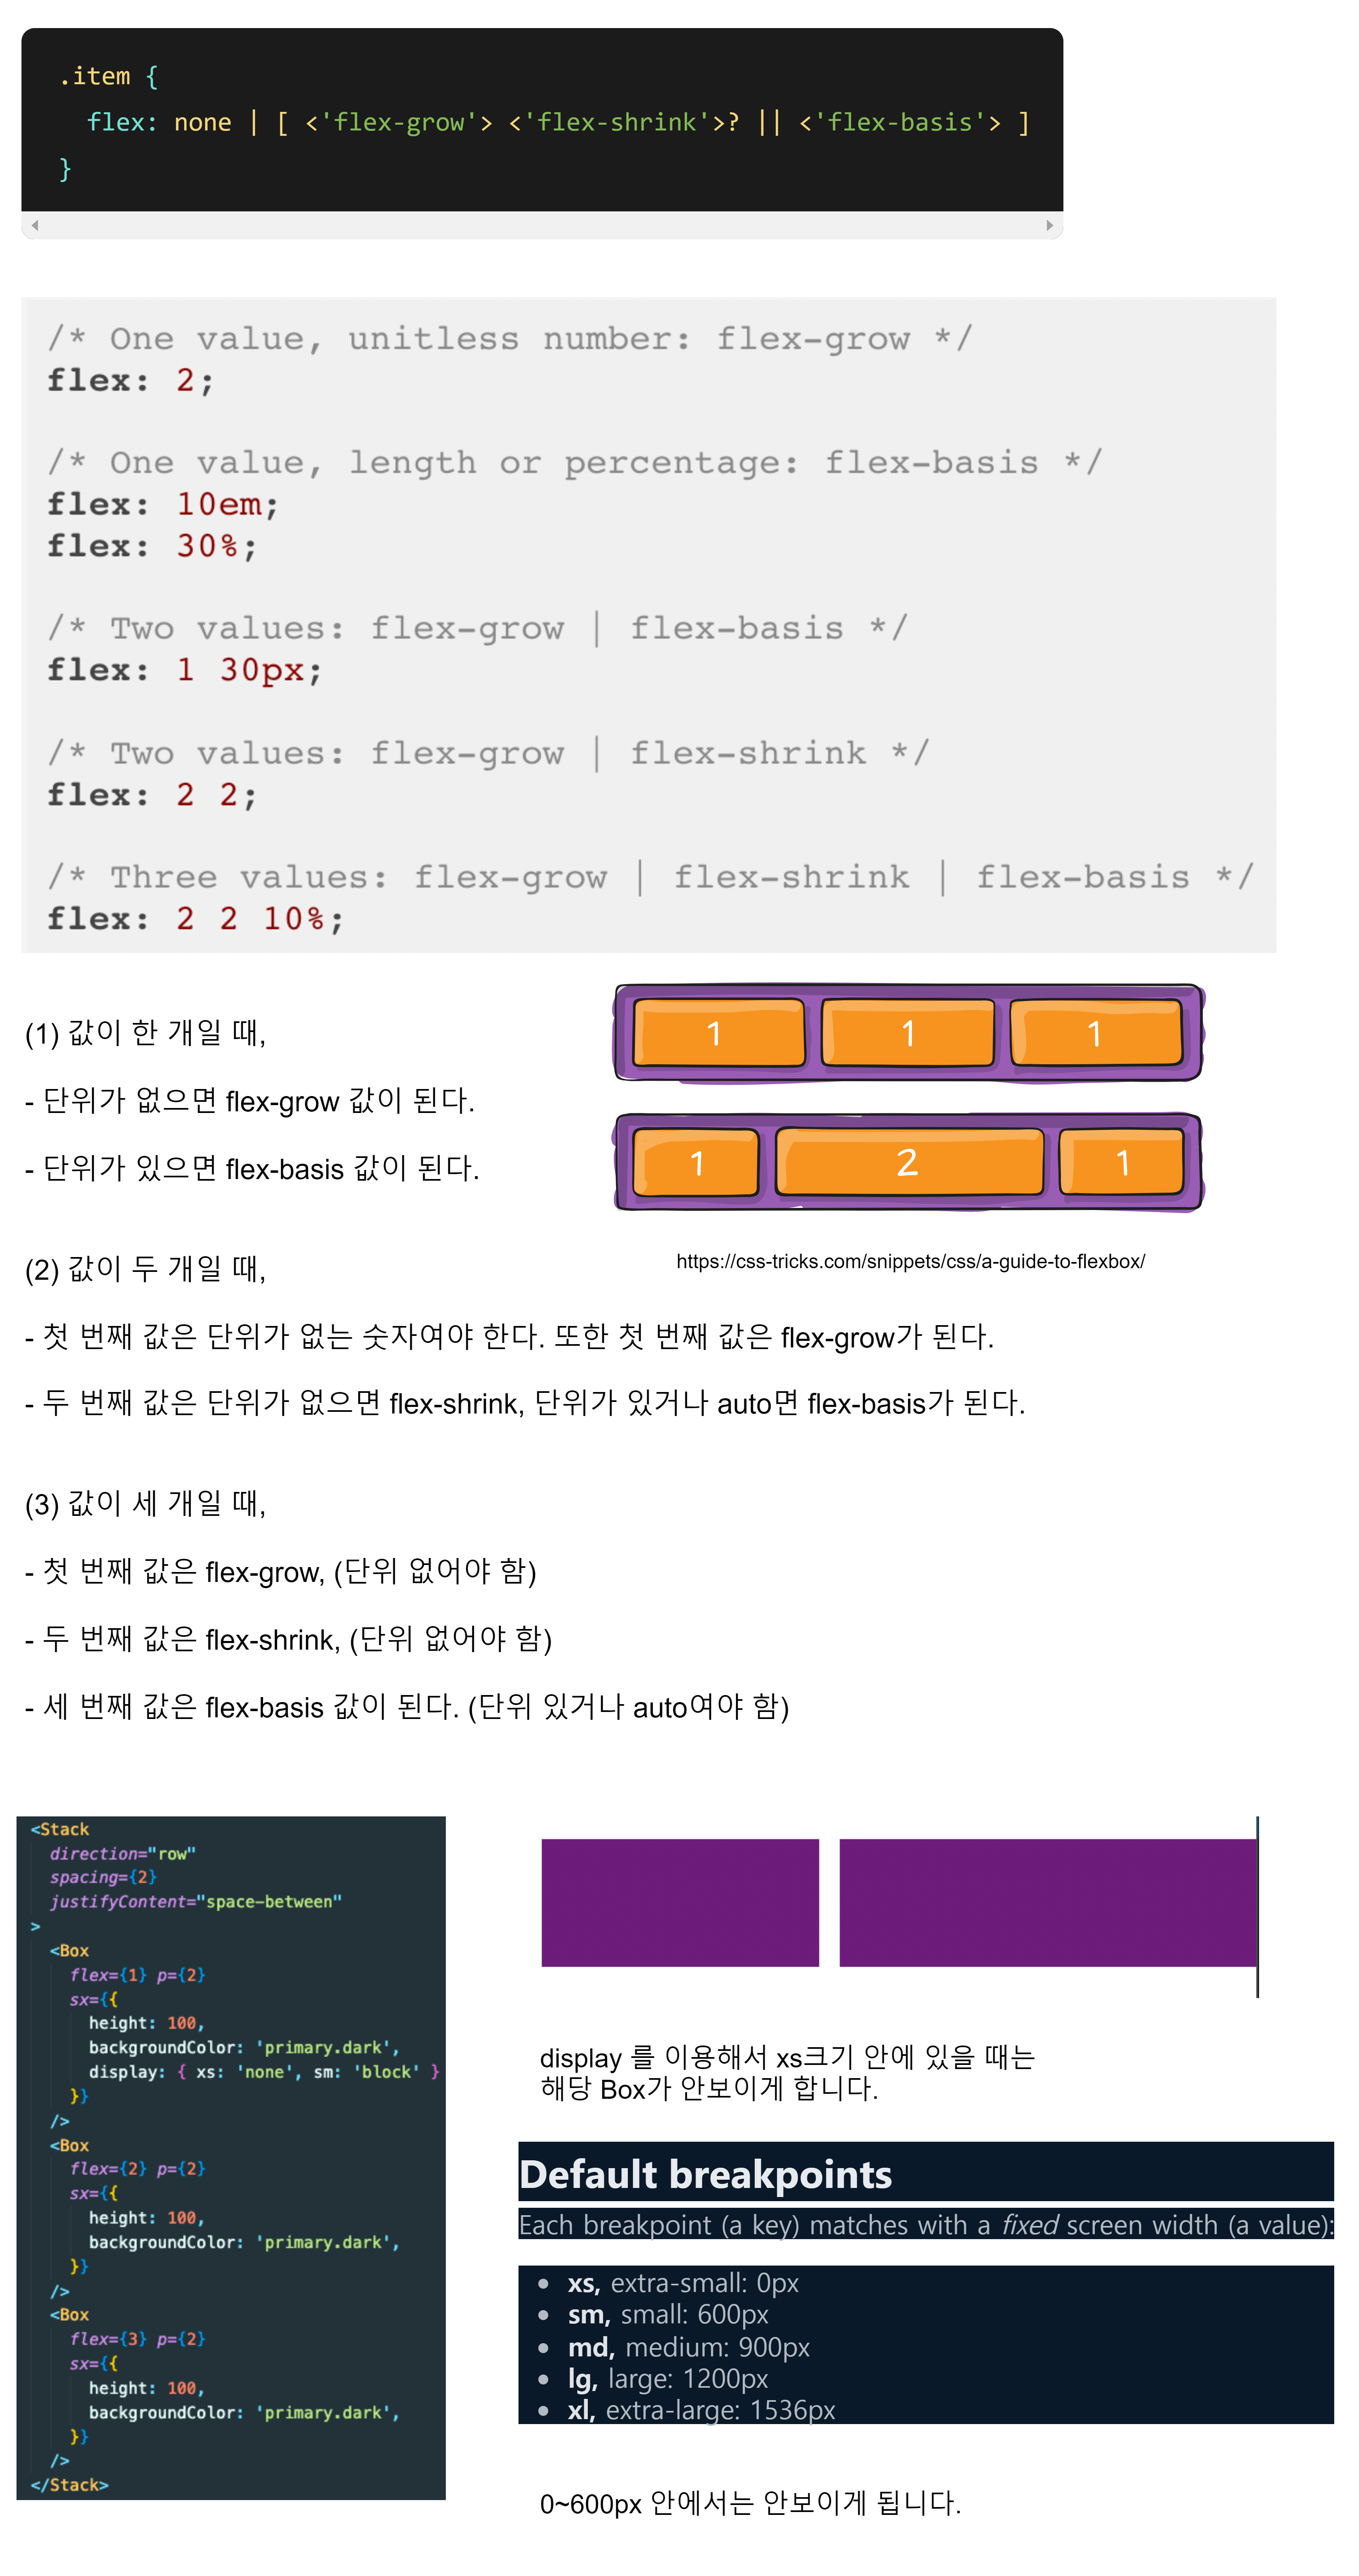 .item {
flex: none | [ <'flex-grow'> <'flex-shrink'>? || <'flex-basis'> ]
}
/* One value, unitless number: flex-grow */
flex: 2;
/* One value, length or percentage: flex-basis */
flex: 10em;
flex: 30%;
/* Two values: flex-grow | flex-basis */
flex: 1 30px;
/* Two values: flex-grow | flex-shrink */
flex: 2 2;
/* Three values: flex-grow | flex-shrink | flex-basis */
flex: 2 2 10%;
(1) 값이 한 개일 때,
- 단위가 없으면 flex-grow 값이 된다.
- 단위가 있으면 flex-basis 값이 된다.
1 1 1
1 2 1
https://css-tricks.com/snippets/css/a-guide-to-flexbox/
(2) 값이 두 개일 때,
- 첫 번째 값은 단위가 없는 숫자여야 한다. 또한 첫 번째 값은 flex-grow가 된다.
- 두 번째 값은 단위가 없으면 flex-shrink, 단위가 있거나 auto면 flex-basis가 된다.
(3) 값이 세 개일 때,
- 첫 번째 값은 flex-grow, (단위 없어야 함)
- 두 번째 값은 flex-shrink, (단위 없어야 함)
- 세 번째 값은 flex-basis 값이 된다. (단위 있거나 auto여야 함)
<Stack
direction="row"
spacing={2}
justifyContent="space-between"
>
<Box
flex={1} p={2}
sx={{
height: 100,
backgroundColor: 'primary.dark',
display: { xs: 'none', sm: 'block' }
}}
/>
<Box
flex={2} p={2}
sx={{
height: 100,
backgroundColor: 'primary.dark',
}}
/>
<Box
flex={3} p={2}
sx={{
height: 100,
backgroundColor: 'primary.dark',
}}
/>
</Stack>
display 를 이용해서 xs크기 안에 있을 때는
해당 Box가 안보이게 합니다.
Default breakpoints
Each breakpoint (a key) matches with a fixed screen width (a value):
• xs, extra-small: 0px
• sm, small: 600px
• md, medium: 900px
• lg, large: 1200px
• xl, extra-large: 1536px
0~600px 안에서는 안보이게 됩니다.